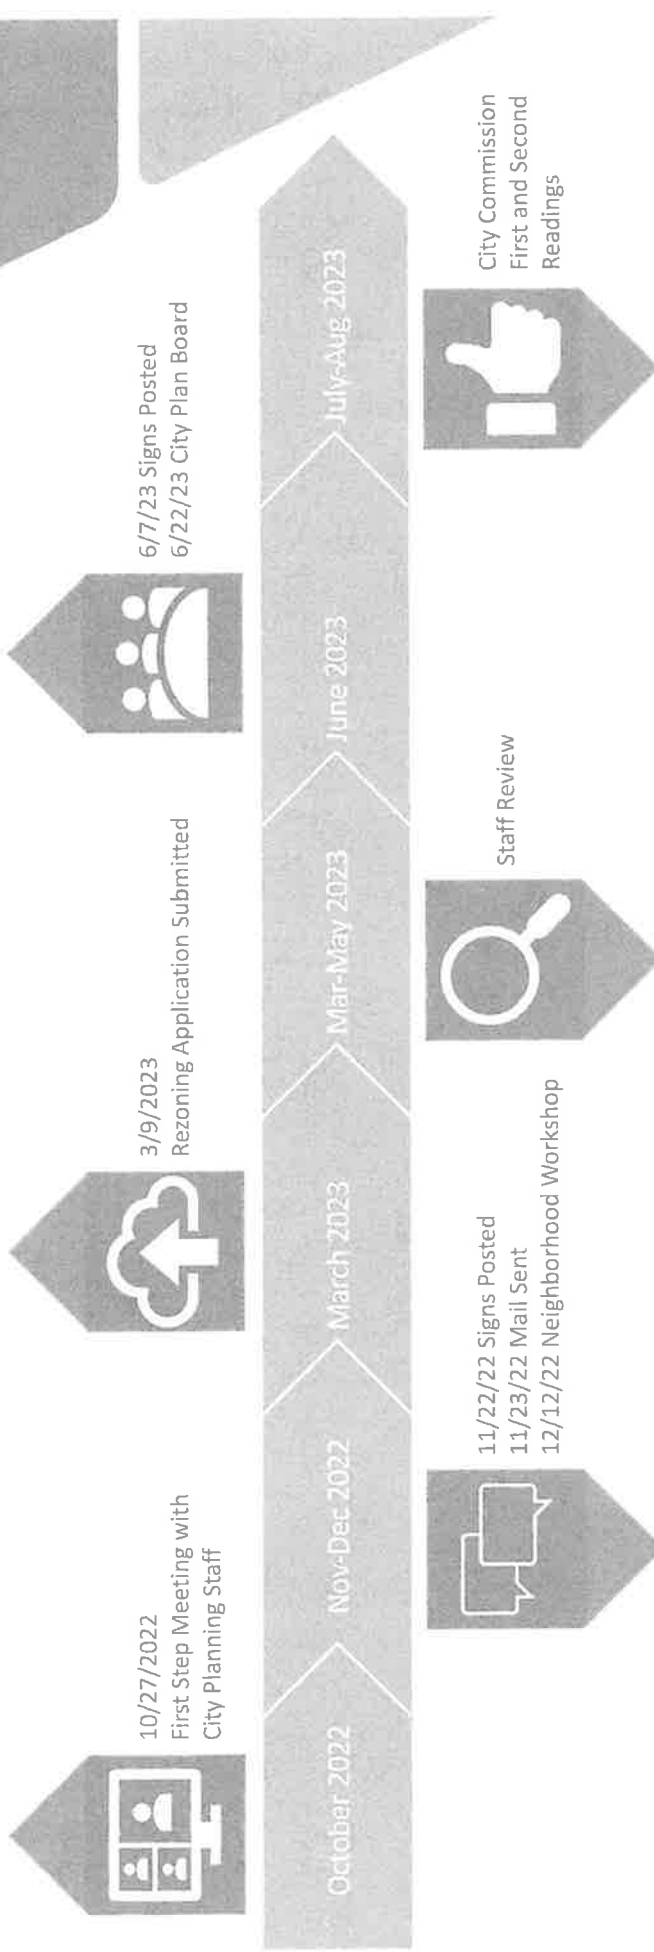 10/27/2022
First Step Meeting with
City Planning Staff
3/9/2023
Rezoning Application Submitted
6/7/23 Signs Posted
6/22/23 City Plan Board
October 2022
Nov-Dec 2022
March 2023
Mar-May 2023
June 2023
July-Aug 2023
11/22/22 Signs Posted
11/23/22 Mail Sent
12/12/22 Neighborhood Workshop
Staff Review
City Commission
First and Second
Readings